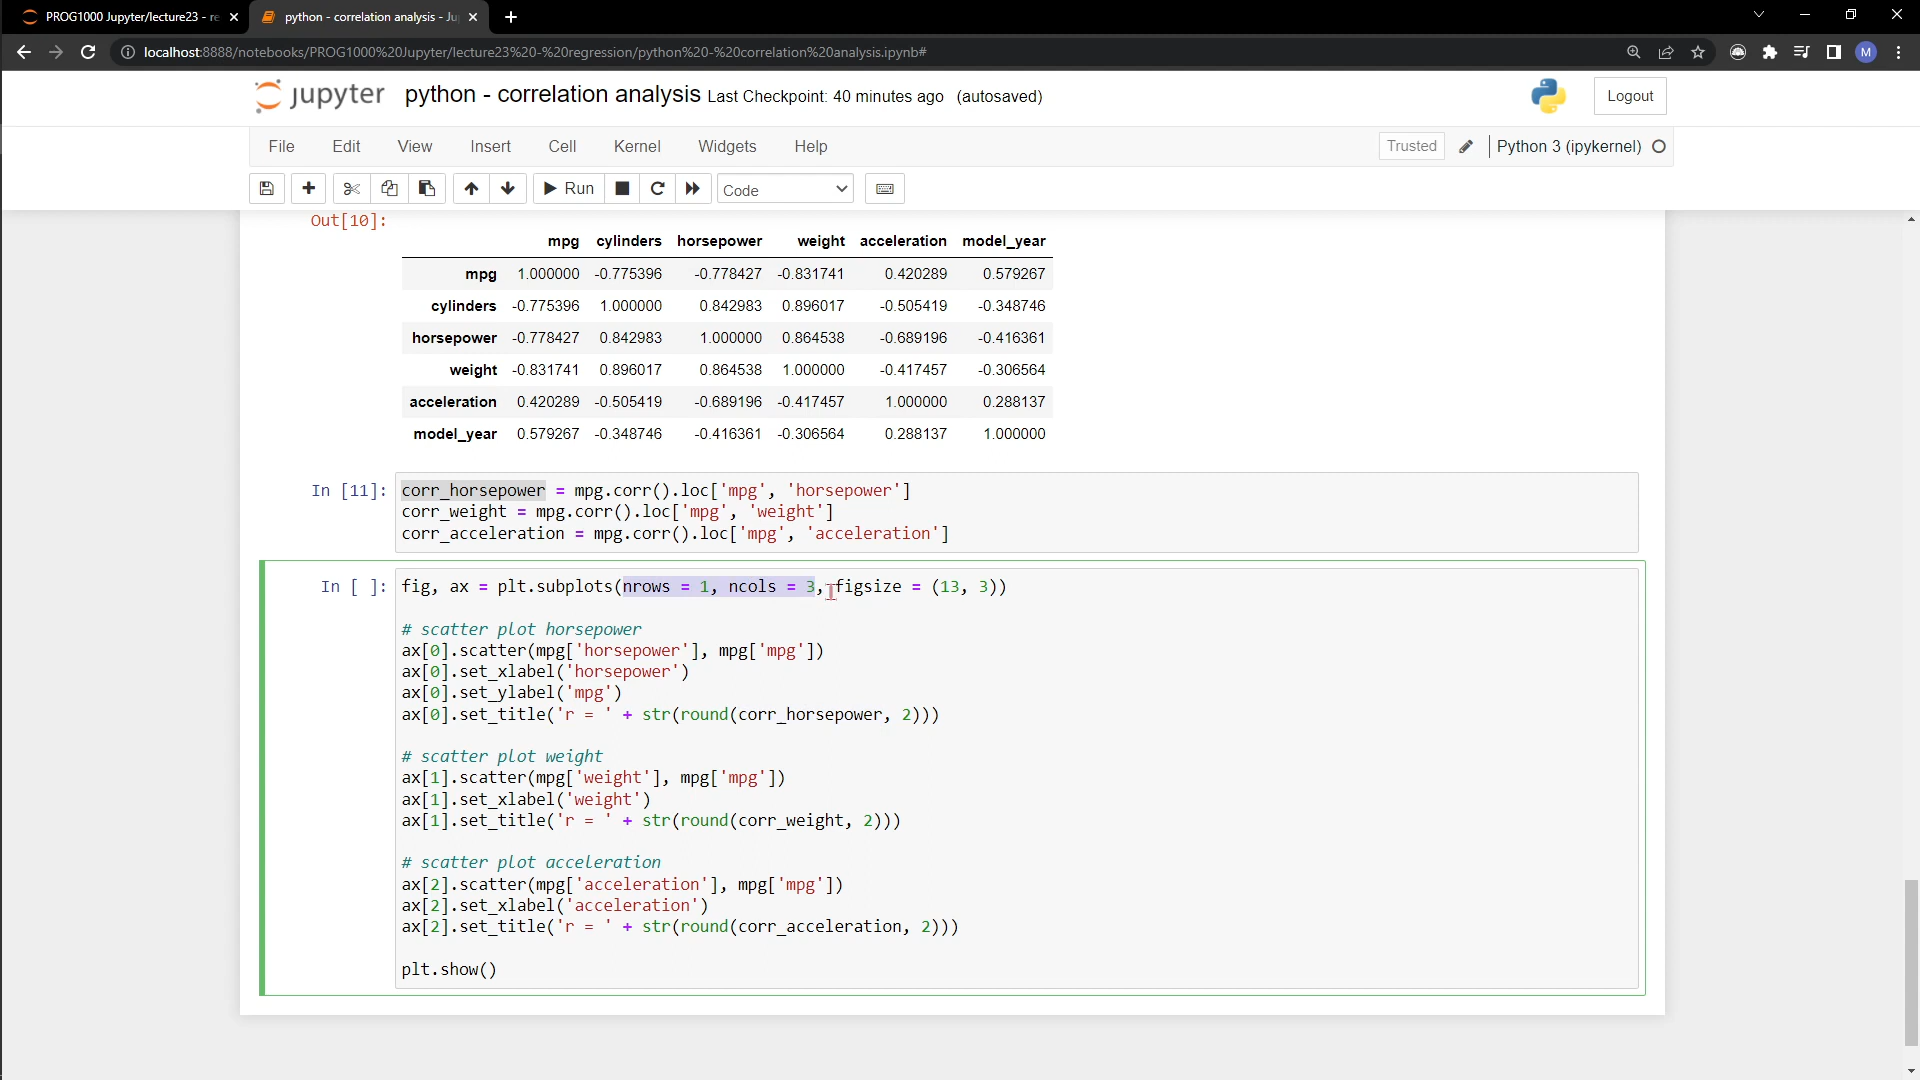 PROG1000 Jupyter/lecture23 - re
python - correlation analysis - Ju
localhost:8888/notebooks/PROG1000%20Jupyter/lecture23%20-%20regression/python%20-%20correlation%20analysis.ipynb#
M
jupyter python - correlation analysis Last Checkpoint: 40 minutes ago (autosaved)
Logout
File Edit View Insert Cell Kernel Widgets Help
Trusted Python 3 (ipykernel)
Run Code
Out[10]:
mpg cylinders horsepower weight acceleration model_year
mpg 1.000000 -0.775396 -0.778427 -0.831741 0.420289 0.579267
cylinders -0.775396 1.000000 0.842983 0.896017 -0.505419 -0.348746
horsepower -0.778427 0.842983 1.000000 0.864538 -0.689196 -0.416361
weight -0.831741 0.896017 0.864538 1.000000 -0.417457 -0.306564
acceleration 0.420289 -0.505419 -0.689196 -0.417457 1.000000 0.288137
model_year 0.579267 -0.348746 -0.416361 -0.306564 0.288137 1.000000
In [11]: corr_horsepower = mpg.corr().loc['mpg', 'horsepower']
corr_weight = mpg.corr().loc['mpg', 'weight']
corr_acceleration = mpg.corr().loc['mpg', 'acceleration']
In [ ]: fig, ax = plt.subplots(nrows = 1, ncols = 3, figsize = (13, 3))
# scatter plot horsepower
ax[0].scatter(mpg['horsepower'], mpg['mpg'])
ax[0].set_xlabel('horsepower')
ax[0].set_ylabel('mpg')
ax[0].set_title('r = ' + str(round(corr_horsepower, 2)))
# scatter plot weight
ax[1].scatter(mpg['weight'], mpg['mpg'])
ax[1].set_xlabel('weight')
ax[1].set_title('r = ' + str(round(corr_weight, 2)))
# scatter plot acceleration
ax[2].scatter(mpg['acceleration'], mpg['mpg'])
ax[2].set_xlabel('acceleration')
ax[2].set_title('r = ' + str(round(corr_acceleration, 2)))
plt.show()